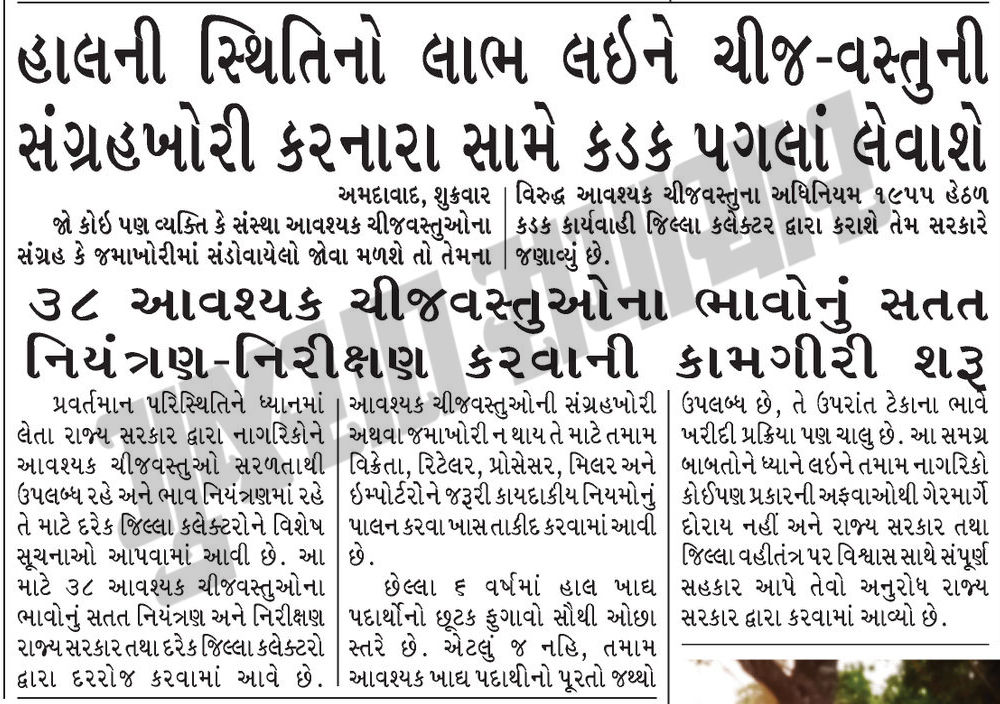 હાલની સ્થિતિનો લાભ લઇને ચીજ-વસ્તુની
સંગ્રહખોરી કરનારા સામે કડક પગલાં લેવાશે
અમદાવાદ, શુક્રવાર
જો કોઇ પણ વ્યક્તિ કે સંસ્થા આવશ્યક ચીજવસ્તુઓના
સંગ્રહ કે જમાખોરીમાં સંડોવાયેલો જોવા મળશે તો તેમના
વિરુદ્ધ આવશ્યક ચીજવસ્તુના અધિનિયમ ૧૯૫૫ હેઠળ
કડક કાર્યવાહી જિલ્લા કલેક્ટર દ્વારા કરાશે તેમ સરકારે
જણાવ્યુ છે.
૩૮ આવશ્યક ચીજવસ્તુઓના ભાવોનું સતત
નિયંત્રણ-નિરીક્ષણ કરવાની કામગીરી શરૂ
પ્રવર્તમાન પરિસ્થિતિને ધ્યાનમાં
લેતા રાજ્ય સરકાર દ્વારા નાગરિકોને
આવશ્યક ચીજવસ્તુઓ સરળતાથી
ઉપલબ્ધ રહે અને ભાવ નિયંત્રણમાં રહે
તે માટે દરેક જિલ્લા કલેક્ટરોને વિશેષ
સૂચનાઓ આપવામાં આવી છે. આ
માટે ૩૮ આવશ્યક ચીજવસ્તુઓના
ભાવોનું સતત નિયંત્રણ અને નિરીક્ષણ
રાજ્ય સરકાર તથા દરેક જિલ્લા કલેક્ટરો
દ્વારા દરરોજ કરવામાં આવે છે.
આવશ્યક ચીજવસ્તુઓની સંગ્રહખોરી
અથવા જમાખોરી ન થાય તે માટે તમામ
વિક્રેતા, રિટેલર, પ્રોસેસર, મિલર અને
ઇમ્પોર્ટરોને જરૂરી કાયદાકીય નિયમોનું
પાલન કરવા ખાસ તાકીદ કરવામાં આવી
છે.
છેલ્લા ૬ વર્ષમાં હાલ ખાદ્ય
પદાર્થોનો છૂટક ફુગાવો સૌથી ઓછા
સ્તરે છે. એટલું જ નહિ, તમામ
આવશ્યક ખાદ્ય પદાર્થીનો પૂરતો જથ્થો
ઉપલબ્ધ છે, તે ઉપરાંત ટેકાના ભાવે
ખરીદી પ્રક્રિયા પણ ચાલુ છે. આ સમગ્ર
બાબતોને ધ્યાને લઇને તમામ નાગરિકો
કોઈપણ પ્રકારની અફવાઓથી ગેરમાર્ગે
દોરાય નહીં અને રાજ્ય સરકાર તથા
જિલ્લા વહીતંત્ર પર વિશ્વાસ સાથે સંપૂર્ણ
સહકાર આપે તેવો અનુરોધ રાજ્ય
સરકાર દ્વારા કરવામાં આવ્યો છે.
ગુજરાત સમાચાર